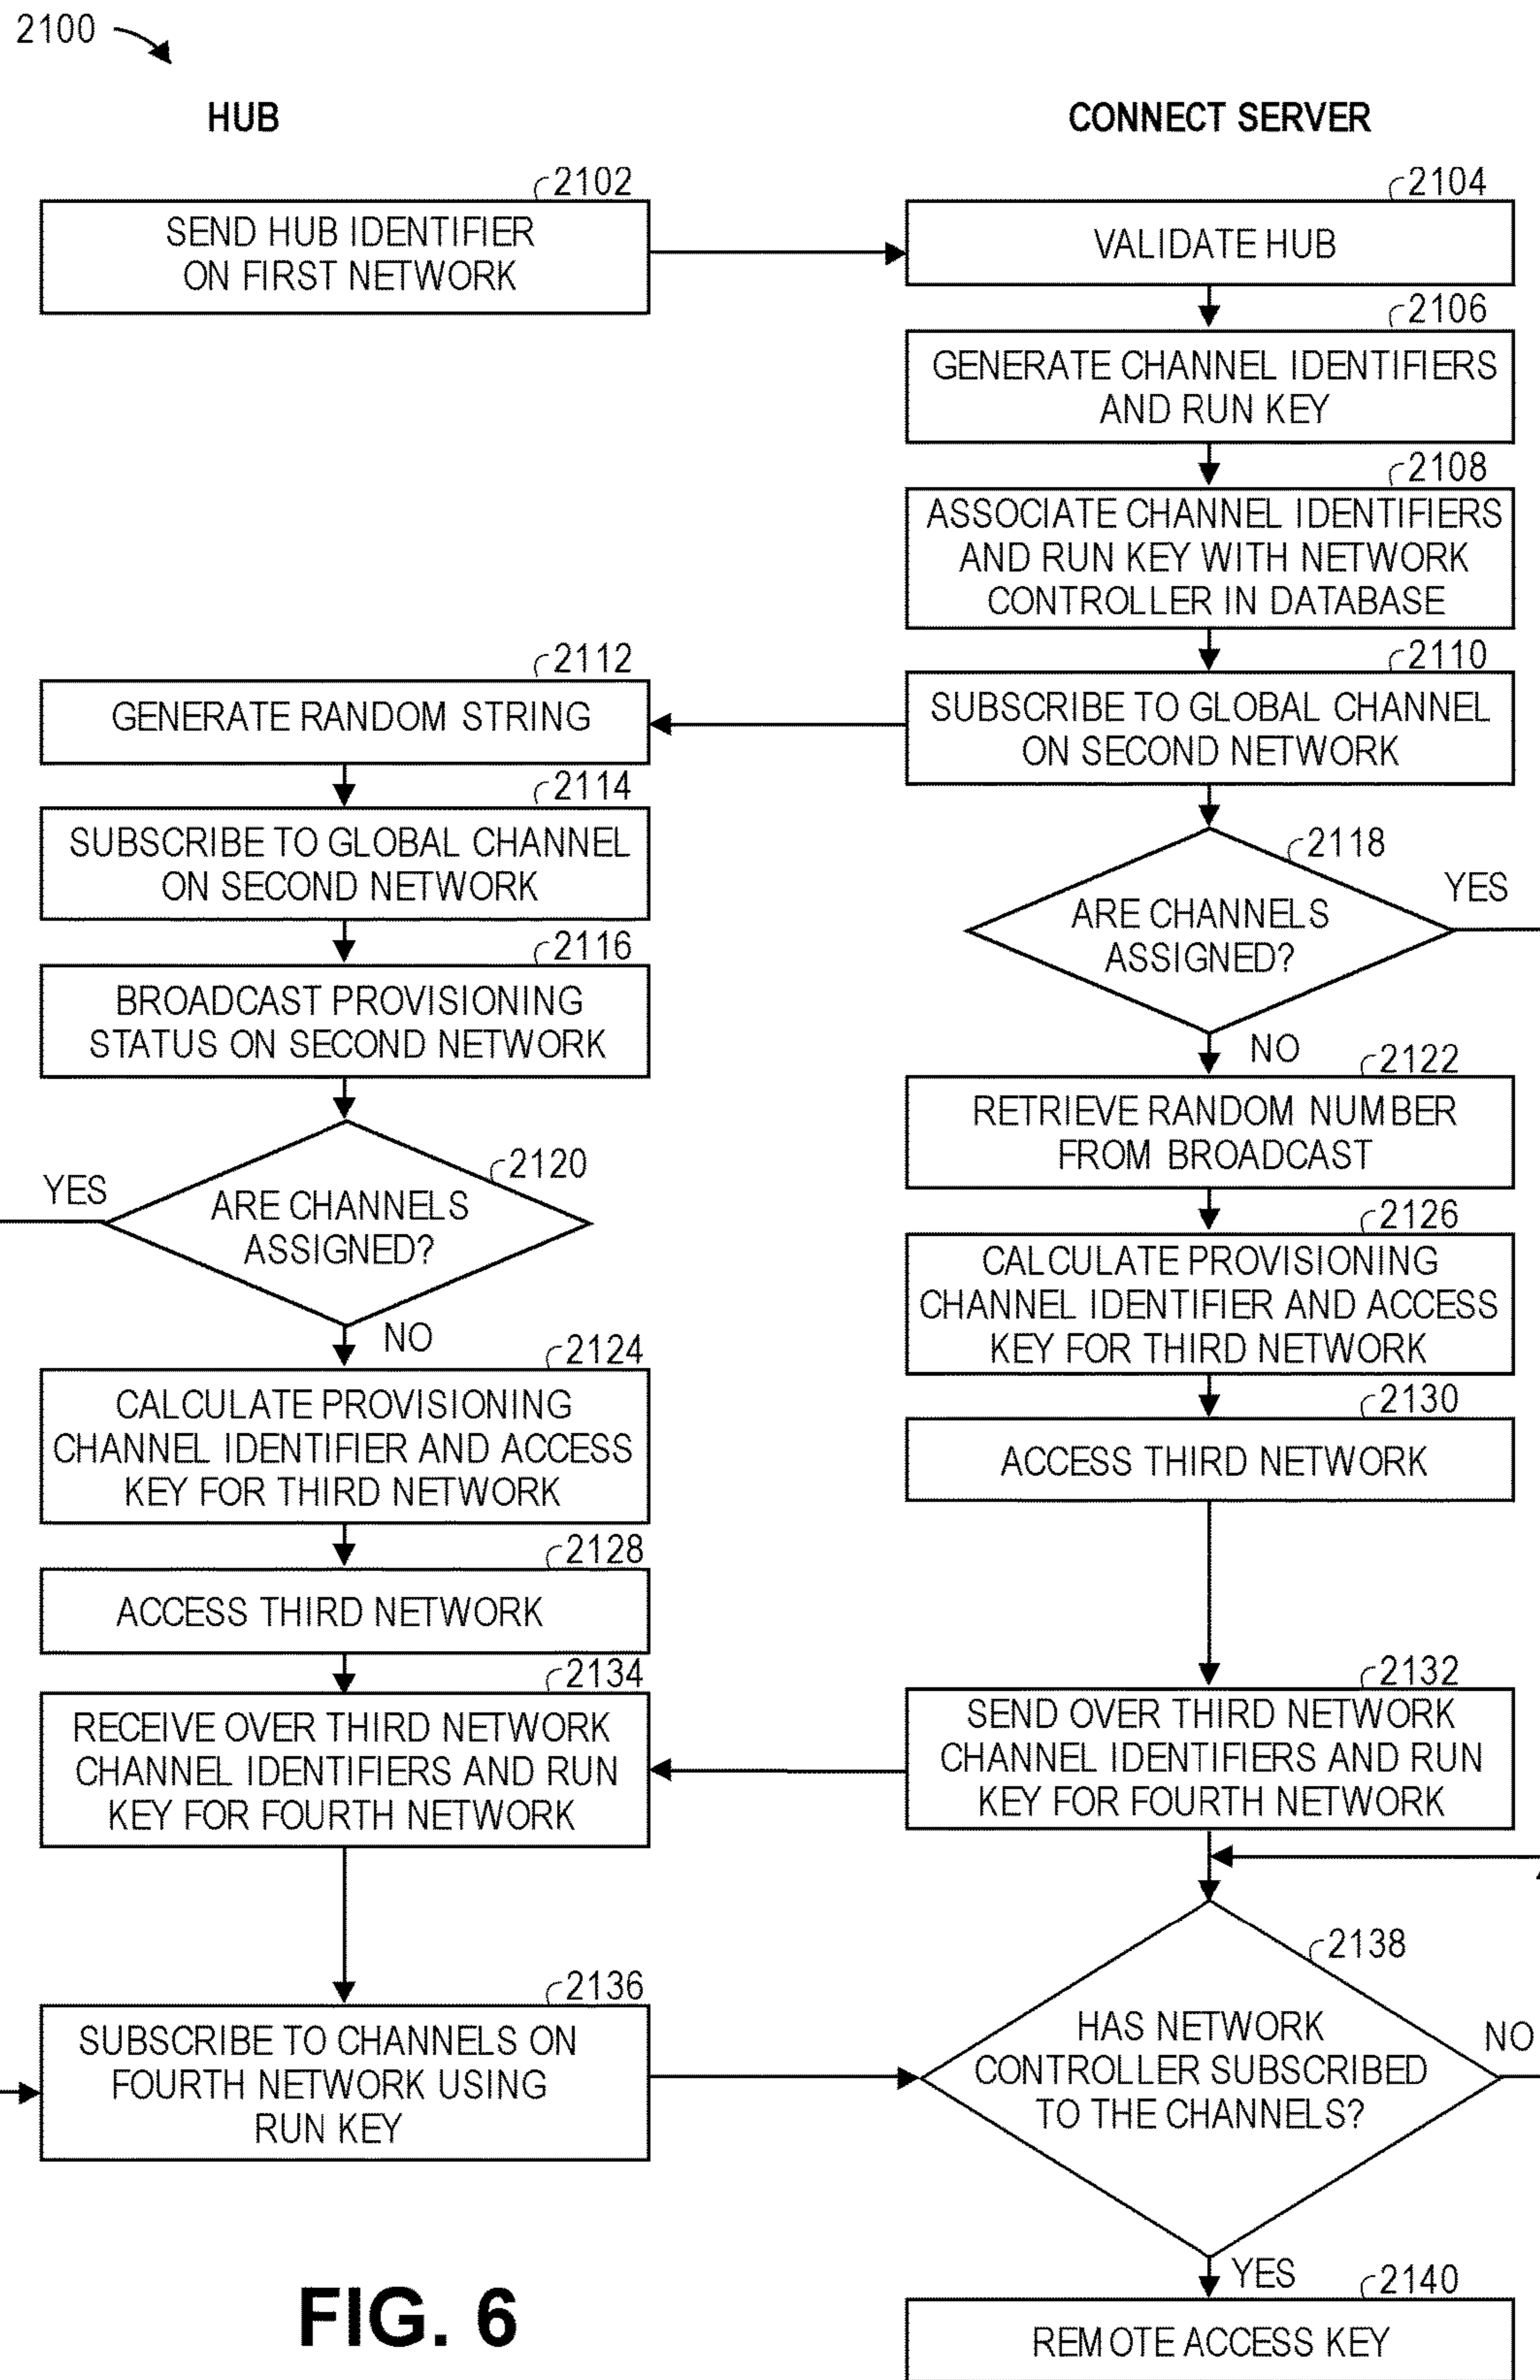 2100
HUB
CONNECT SERVER
2102
SEND HUB IDENTIFIER
ON FIRST NETWORK
2104
VALIDATE HUB
2106
GENERATE CHANNEL IDENTIFIERS
AND RUN KEY
2108
ASSOCIATE CHANNEL IDENTIFIERS
AND RUN KEY WITH NETWORK
CONTROLLER IN DATABASE
2110
SUBSCRIBE TO GLOBAL CHANNEL
ON SECOND NETWORK
2112
GENERATE RANDOM STRING
2114
SUBSCRIBE TO GLOBAL CHANNEL
ON SECOND NETWORK
2116
BROADCAST PROVISIONING
STATUS ON SECOND NETWORK
2118
ARE CHANNELS
ASSIGNED?
YES
NO
2120
ARE CHANNELS
ASSIGNED?
YES
NO
2122
RETRIEVE RANDOM NUMBER
FROM BROADCAST
2126
CALCULATE PROVISIONING
CHANNEL IDENTIFIER AND ACCESS
KEY FOR THIRD NETWORK
2124
CALCULATE PROVISIONING
CHANNEL IDENTIFIER AND ACCESS
KEY FOR THIRD NETWORK
2130
ACCESS THIRD NETWORK
2128
ACCESS THIRD NETWORK
2134
RECEIVE OVER THIRD NETWORK
CHANNEL IDENTIFIERS AND RUN
KEY FOR FOURTH NETWORK
2132
SEND OVER THIRD NETWORK
CHANNEL IDENTIFIERS AND RUN
KEY FOR FOURTH NETWORK
2136
SUBSCRIBE TO CHANNELS ON
FOURTH NETWORK USING
RUN KEY
2138
HAS NETWORK
CONTROLLER SUBSCRIBED
TO THE CHANNELS?
NO
YES
2140
REMOTE ACCESS KEY
FIG. 6